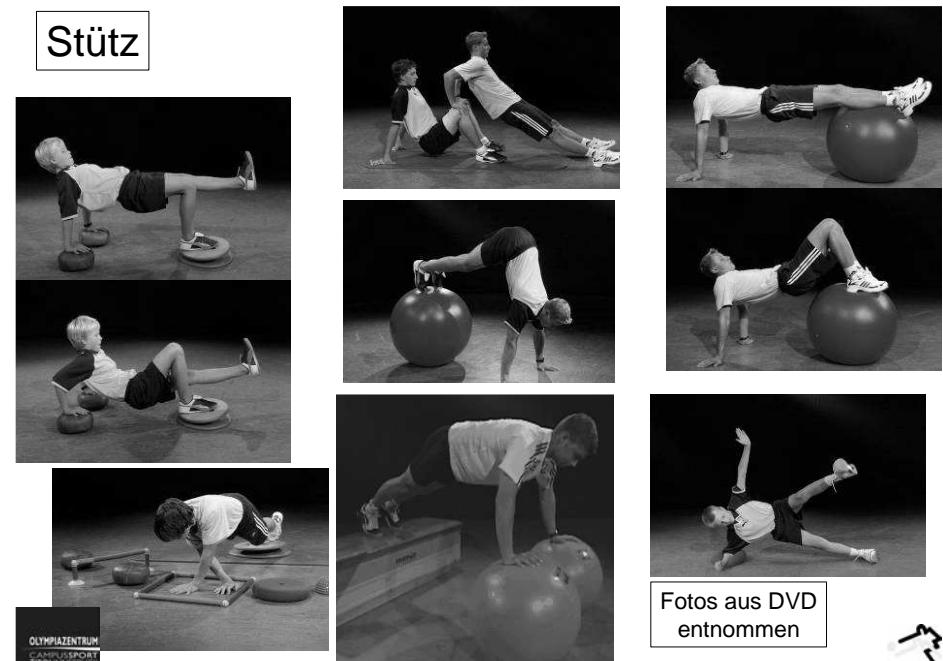 Stütz
Fotos aus DVD
entnommen
OLYMPIAZENTRUM
CAMPUSSPORT